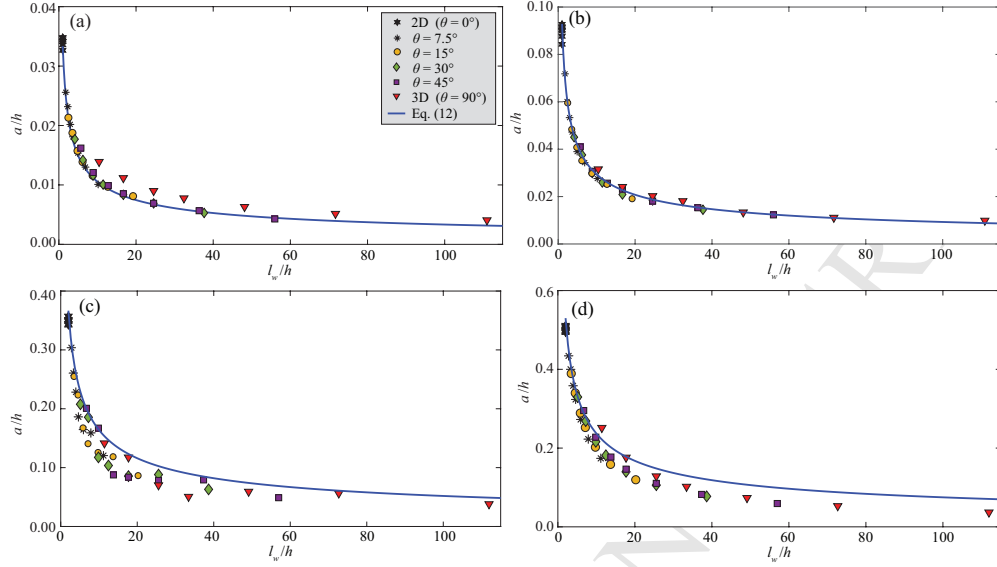 (a)
0.04
0.03
0.02
0.01
0.00
a/h
0 20 40 60 80 100
l_w/h
2D (θ = 0°)
θ = 7.5°
θ = 15°
θ = 30°
θ = 45°
3D (θ = 90°)
Eq. (12)
(b)
0.10
0.08
0.06
0.04
0.02
0.00
a/h
0 20 40 60 80 100
l_w/h
(c)
0.40
0.30
0.20
0.10
0.00
a/h
0 20 40 60 80 100
l_w/h
(d)
0.6
0.4
0.2
0.0
a/h
0 20 40 60 80 100
l_w/h